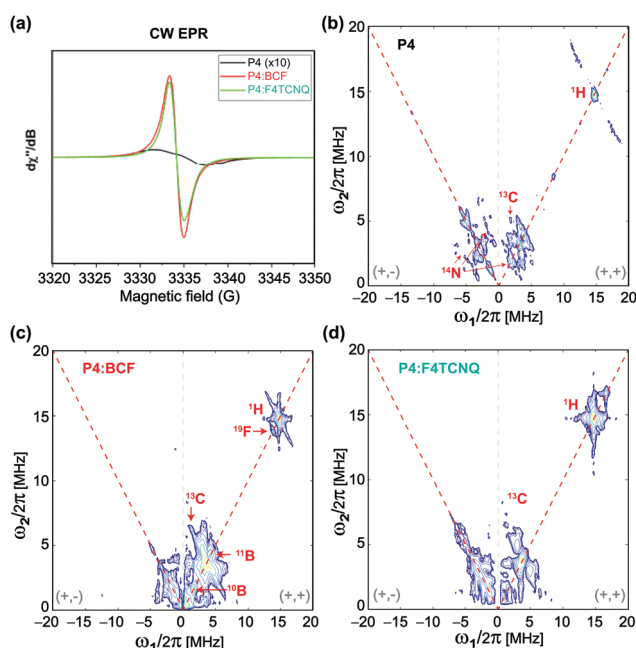 (a)
CW EPR
P4 (x10)
P4:BCF
P4:F4TCNQ
dχ''/dB
3320 3330 3335 3340 3345 3350
Magnetic field (G)
(b)
P4
20
15
10
5
0
ω₂/2π [MHz]
¹H
¹³C
¹⁴N
(+,-)
(+,+)
−20 −15 −10 −5 0 5 10 15 20
ω₁/2π [MHz]
(c)
P4:BCF
20
15
10
5
0
ω₂/2π [MHz]
¹H
¹⁹F
¹³C
¹¹B
¹⁰B
(+,-)
(+,+)
−20 −15 −10 −5 0 5 10 15 20
ω₁/2π [MHz]
(d)
P4:F4TCNQ
20
15
10
5
0
ω₂/2π [MHz]
¹H
¹³C
(+,-)
(+,+)
−20 −15 −10 −5 0 5 10 15 20
ω₁/2π [MHz]